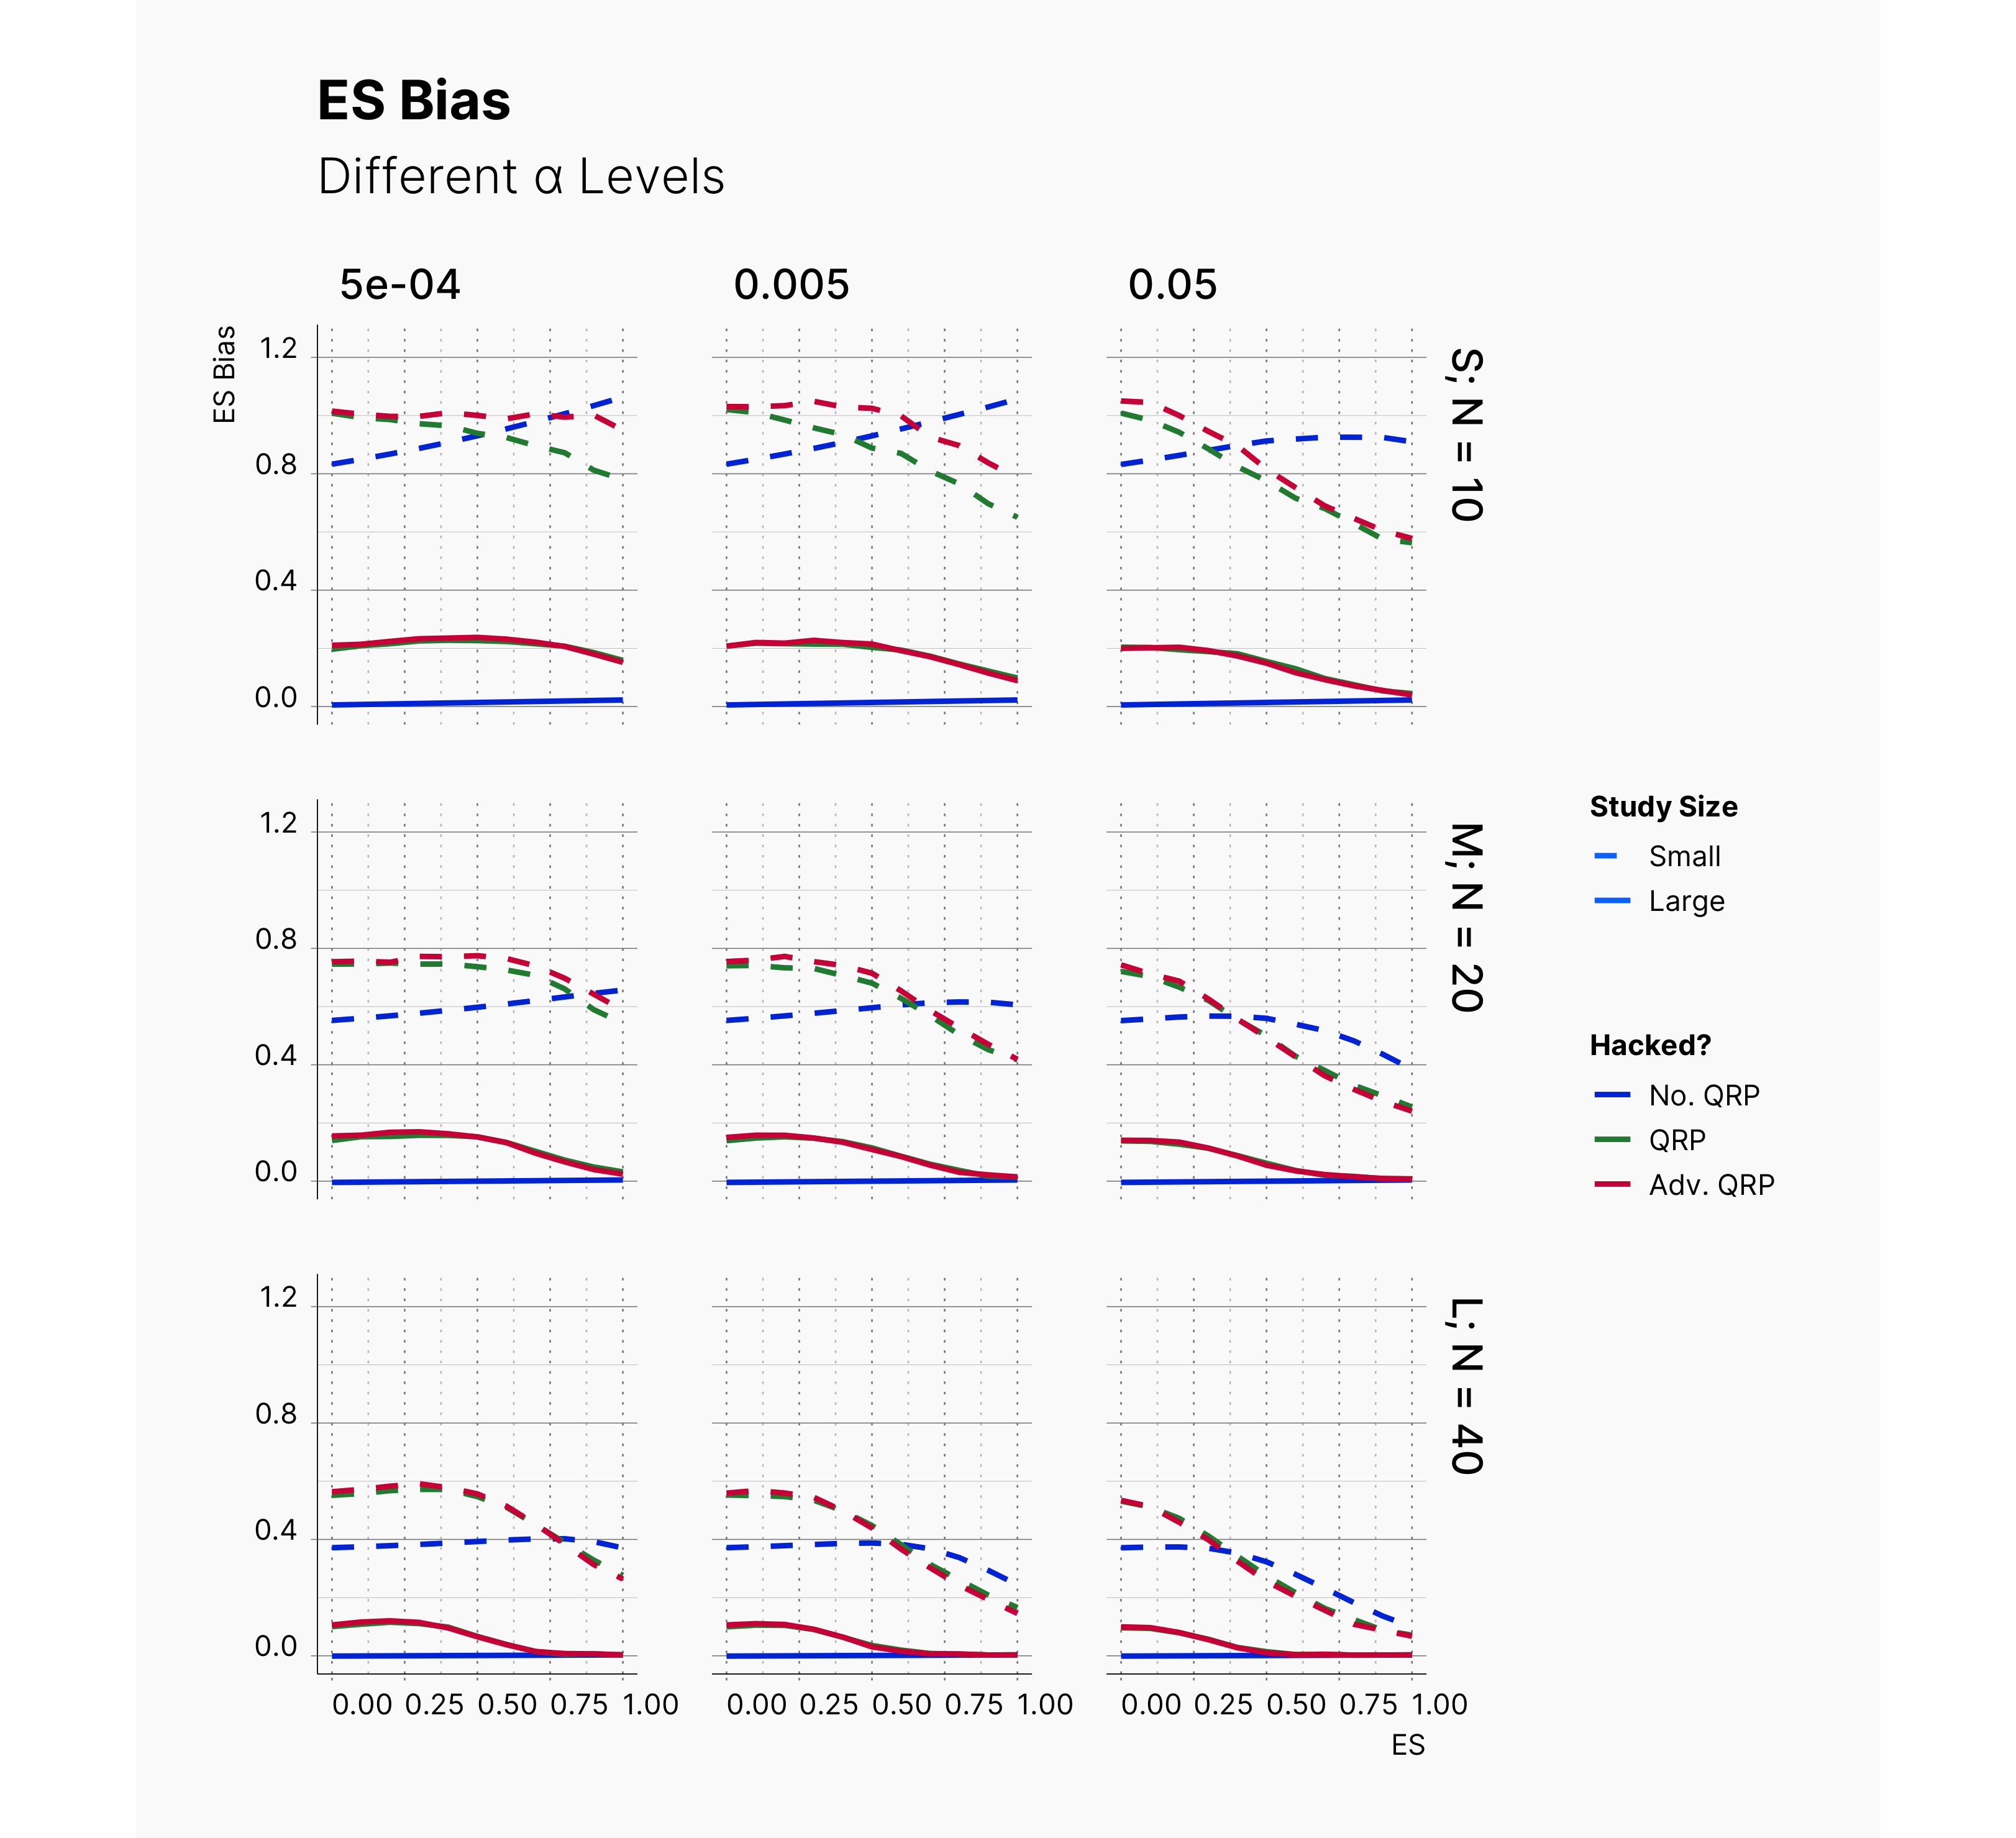 ES Bias
Different α Levels
5e-04
0.005
0.05
ES Bias
1.2
0.8
0.4
0.0
S; N = 10
1.2
0.8
0.4
0.0
M; N = 20
Study Size
Small
Large
Hacked?
No. QRP
QRP
Adv. QRP
1.2
0.8
0.4
0.0
L; N = 40
0.00 0.25 0.50 0.75 1.00
0.00 0.25 0.50 0.75 1.00
0.00 0.25 0.50 0.75 1.00
ES